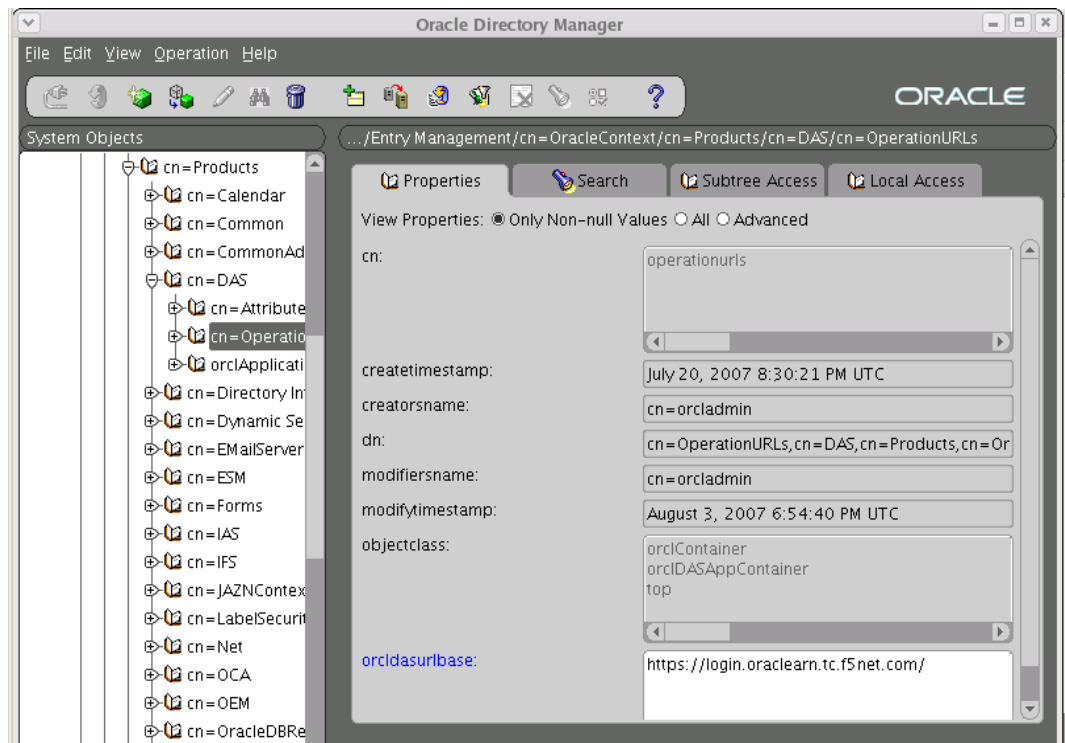 Oracle Directory Manager
File Edit View Operation Help
ORACLE
System Objects
.../Entry Management/cn=OracleContext/cn=Products/cn=DAS/cn=OperationURLs
cn=Products
cn=Calendar
cn=Common
cn=CommonAd
cn=DAS
cn=Attribute
cn=Operatio
orclApplicati
cn=Directory In
cn=Dynamic Se
cn=EMailServer
cn=ESM
cn=Forms
cn=IAS
cn=IFS
cn=JAZNContex
cn=LabelSecurit
cn=Net
cn=OCA
cn=OEM
cn=OracleDBRe
Properties Search Subtree Access Local Access
View Properties: Only Non-null Values All Advanced
cn: operationurls
createtimestamp: July 20, 2007 8:30:21 PM UTC
creatorsname: cn=orcladmin
dn: cn=OperationURLs,cn=DAS,cn=Products,cn=Or
modifiersname: cn=orcladmin
modifytimestamp: August 3, 2007 6:54:40 PM UTC
objectclass: orclContainer
orclDASAppContainer
top
orcldasurlbase: https://login.oraclearn.tc.f5net.com/